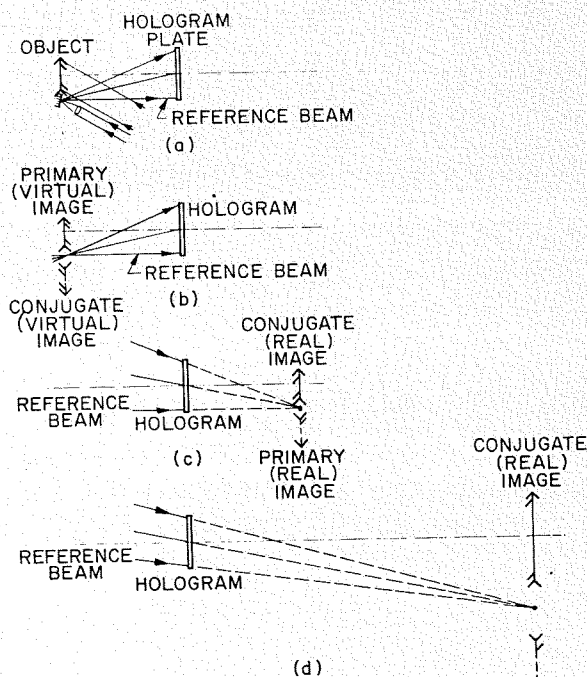 HOLOGRAM
PLATE
OBJECT
REFERENCE BEAM
(a)
PRIMARY
(VIRTUAL)
IMAGE
HOLOGRAM
REFERENCE BEAM
(b)
CONJUGATE
(VIRTUAL)
IMAGE
CONJUGATE
(REAL)
IMAGE
REFERENCE
BEAM
HOLOGRAM
(c)
PRIMARY
(REAL)
IMAGE
CONJUGATE
(REAL)
IMAGE
REFERENCE
BEAM
HOLOGRAM
(d)